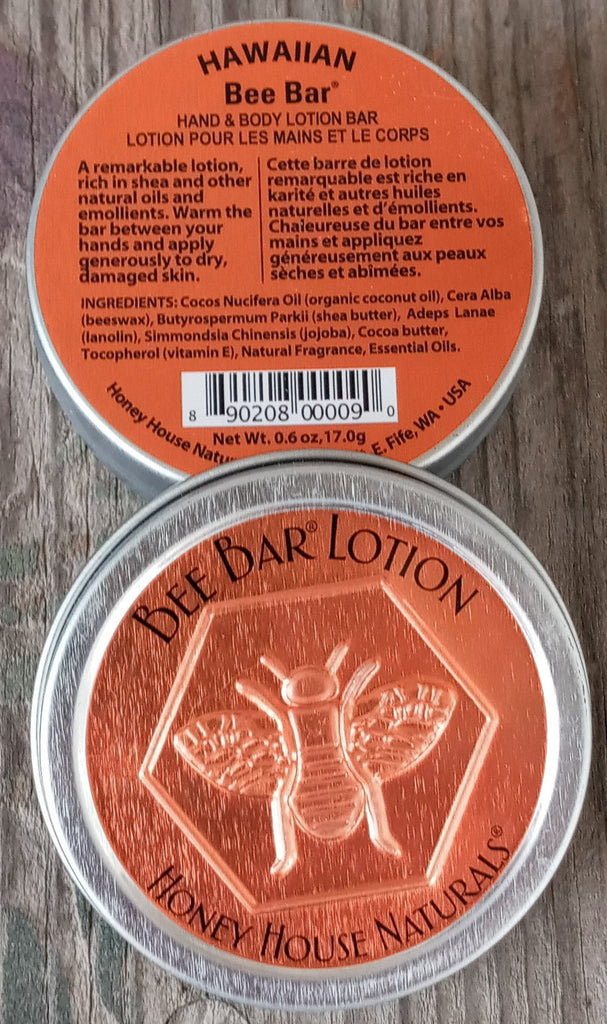 HAWAIIAN
Bee Bar®
HAND & BODY LOTION BAR
LOTION POUR LES MAINS ET LE CORPS
A remarkable lotion,
rich in shea and other
natural oils and
emollients. Warm the
bar between your
hands and apply
generously to dry,
damaged skin.
Cette barre de lotion
remarquable est riche en
karité et autres huiles
naturelles et d'émollients.
Chaieureuse du bar entre vos
mains et appliquez
généreusement aux peaux
sèches et abîmées.
INGREDIENTS: Cocos Nucifera Oil (organic coconut oil), Cera Alba
(beeswax), Butyrospermum Parkii (shea butter), Adeps Lanae
(lanolin), Simmondsia Chinensis (jojoba), Cocoa butter,
Tocopherol (vitamin E), Natural Fragrance, Essential Oils.
8 90208 00009 0
Net Wt. 0.6 oz, 17.0g
Honey House E. Fife, WA • USA
BEE BAR® LOTION
HONEY HOUSE NATURALS®